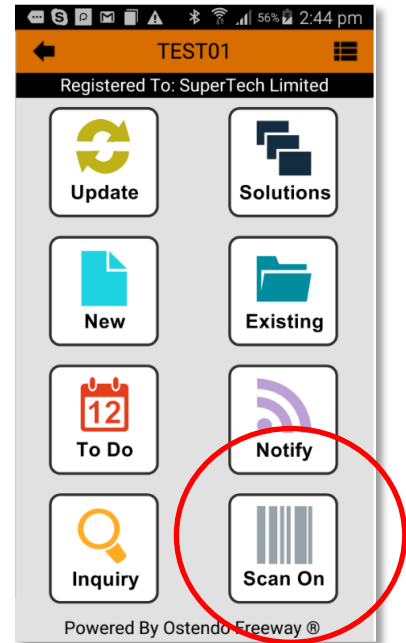 56% 2:44 pm
TEST01
Registered To: SuperTech Limited
Update Solutions
New Existing
12
To Do Notify
Inquiry Scan On
Powered By Ostendo Freeway ®